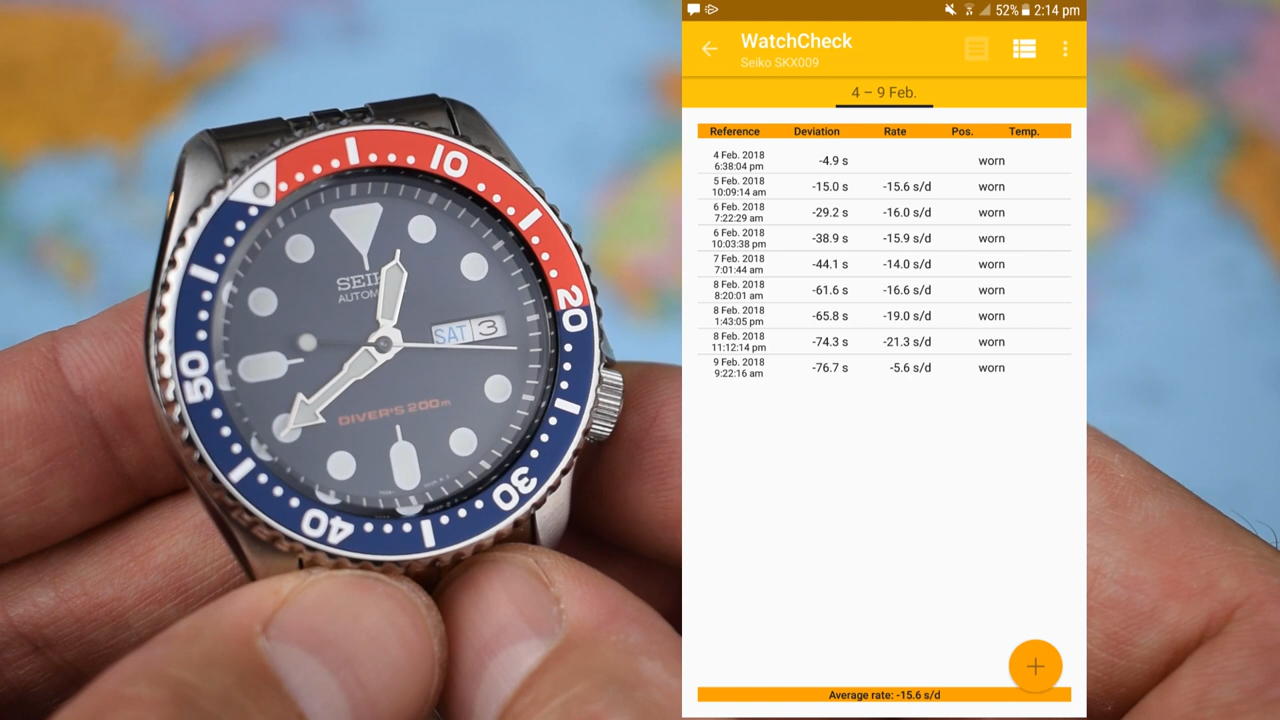 10
20
30
40
50
SEI
AUTOM
SAT 3
DIVER'S 200m
52% 2:14 pm
WatchCheck
Seiko SKX009
4 – 9 Feb.
Reference Deviation Rate Pos. Temp.
4 Feb. 2018
6:38:04 pm -4.9 s worn
5 Feb. 2018
10:09:14 am -15.0 s -15.6 s/d worn
6 Feb. 2018
7:22:29 am -29.2 s -16.0 s/d worn
6 Feb. 2018
10:03:38 pm -38.9 s -15.9 s/d worn
7 Feb. 2018
7:01:44 am -44.1 s -14.0 s/d worn
8 Feb. 2018
8:20:01 am -61.6 s -16.6 s/d worn
8 Feb. 2018
1:43:05 pm -65.8 s -19.0 s/d worn
8 Feb. 2018
11:12:14 pm -74.3 s -21.3 s/d worn
9 Feb. 2018
9:22:16 am -76.7 s -5.6 s/d worn
Average rate: -15.6 s/d